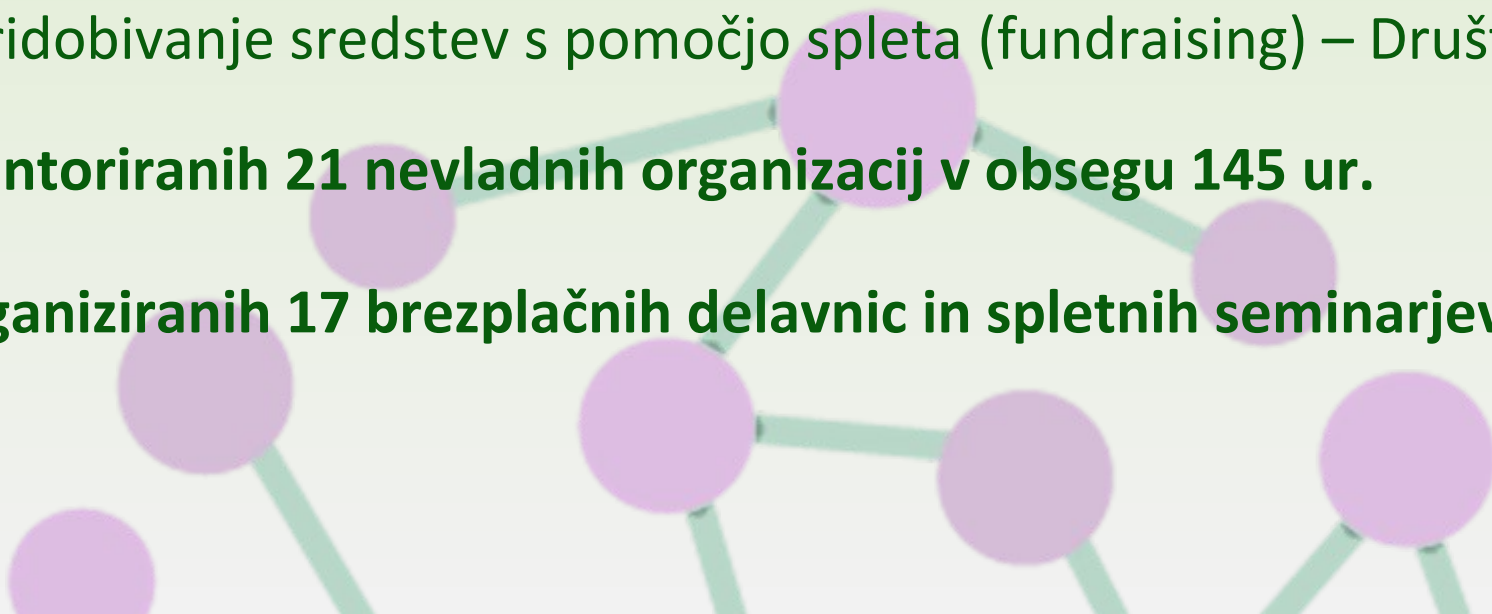 ridobivanje sredstev s pomočjo spleta (fundraising) – Društ
ntoriranih 21 nevladnih organizacij v obsegu 145 ur.
ganiziranih 17 brezplačnih delavnic in spletnih seminarjev